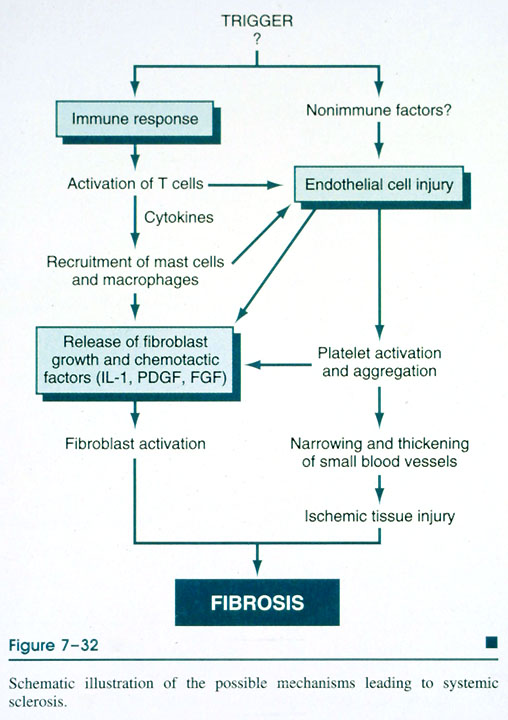 TRIGGER
?
Immune response
Nonimmune factors?
Activation of T cells
Endothelial cell injury
Cytokines
Recruitment of mast cells
and macrophages
Release of fibroblast
growth and chemotactic
factors (IL-1, PDGF, FGF)
Platelet activation
and aggregation
Fibroblast activation
Narrowing and thickening
of small blood vessels
Ischemic tissue injury
FIBROSIS
Figure 7–32
Schematic illustration of the possible mechanisms leading to systemic
sclerosis.